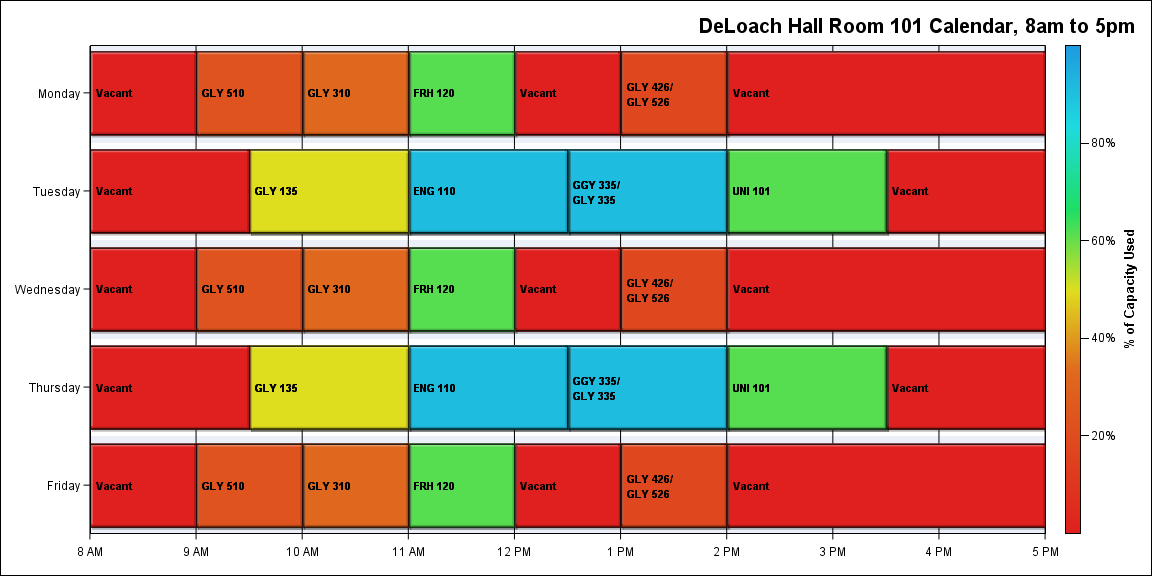 DeLoach Hall Room 101 Calendar, 8am to 5pm
Monday
Vacant
GLY 510
GLY 310
FRH 120
Vacant
GLY 426/
GLY 526
Vacant
Tuesday
Vacant
GLY 135
ENG 110
GGY 335/
GLY 335
UNI 101
Vacant
Wednesday
Vacant
GLY 510
GLY 310
FRH 120
Vacant
GLY 426/
GLY 526
Vacant
Thursday
Vacant
GLY 135
ENG 110
GGY 335/
GLY 335
UNI 101
Vacant
Friday
Vacant
GLY 510
GLY 310
FRH 120
Vacant
GLY 426/
GLY 526
Vacant
8 AM
9 AM
10 AM
11 AM
12 PM
1 PM
2 PM
3 PM
4 PM
5 PM
80%
60%
40%
20%
% of Capacity Used